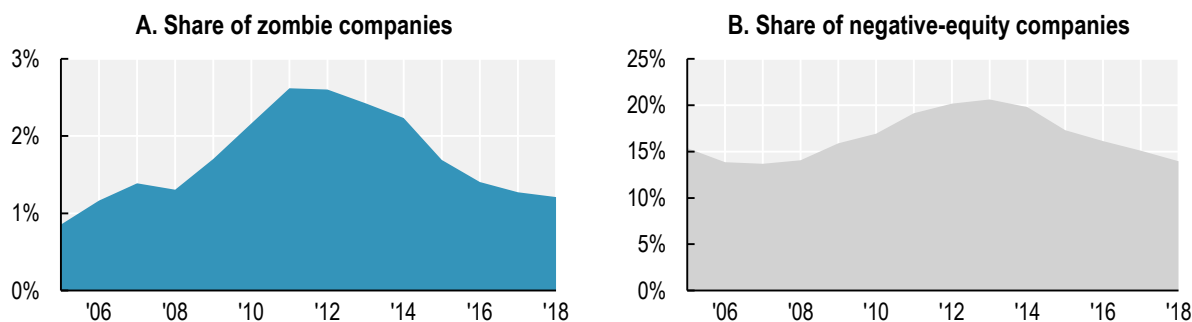 A. Share of zombie companies
3%
2%
1%
0%
'06 '08 '10 '12 '14 '16 '18
B. Share of negative-equity companies
25%
20%
15%
10%
5%
0%
'06 '08 '10 '12 '14 '16 '18